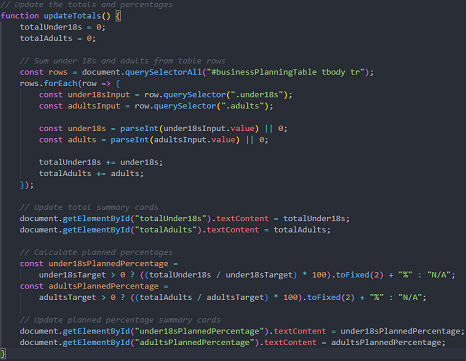 // Update the totals and percentages
function updateTotals() {
    totalUnder18s = 0;
    totalAdults = 0;

    // Sum under 18s and adults from table rows
    const rows = document.querySelectorAll("#businessPlanningTable tbody tr");
    rows.forEach(row => {
        const under18sInput = row.querySelector(".under18s");
        const adultsInput = row.querySelector(".adults");

        const under18s = parseInt(under18sInput.value) || 0;
        const adults = parseInt(adultsInput.value) || 0;

        totalUnder18s += under18s;
        totalAdults += adults;
    });

    // Update total summary cards
    document.getElementById("totalUnder18s").textContent = totalUnder18s;
    document.getElementById("totalAdults").textContent = totalAdults;

    // Calculate planned percentages
    const under18sPlannedPercentage =
        under18sTarget > 0 ? ((totalUnder18s / under18sTarget) * 100).toFixed(2) + "%" : "N/A";
    const adultsPlannedPercentage =
        adultsTarget > 0 ? ((totalAdults / adultsTarget) * 100).toFixed(2) + "%" : "N/A";

    // Update planned percentage summary cards
    document.getElementById("under18sPlannedPercentage").textContent = under18sPlannedPercentage;
    document.getElementById("adultsPlannedPercentage").textContent = adultsPlannedPercentage;
}